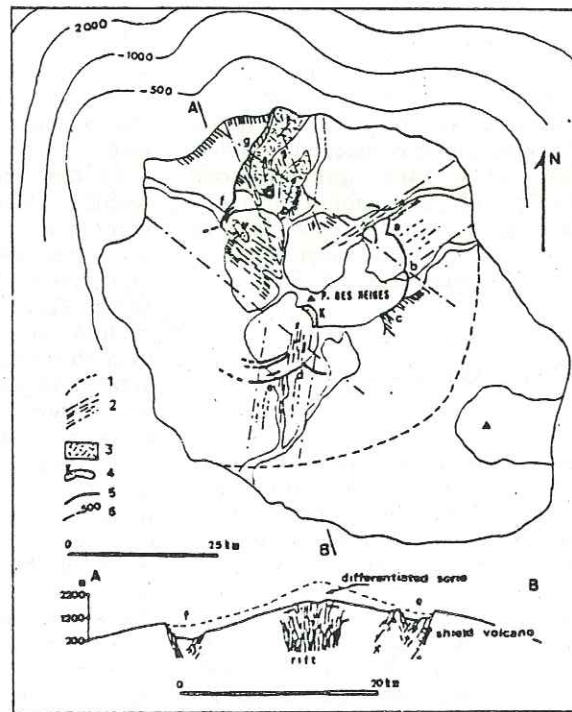 2000
-1000
-500
A
N
g
f
a
b
P. DES NEIGES
K
c
d
e
1
2
3
K 4
5
-500 6
0 25 km
B
m A B
2200
1200
200
differentiated serie
f
e
shield volcano
rift
0 20 km